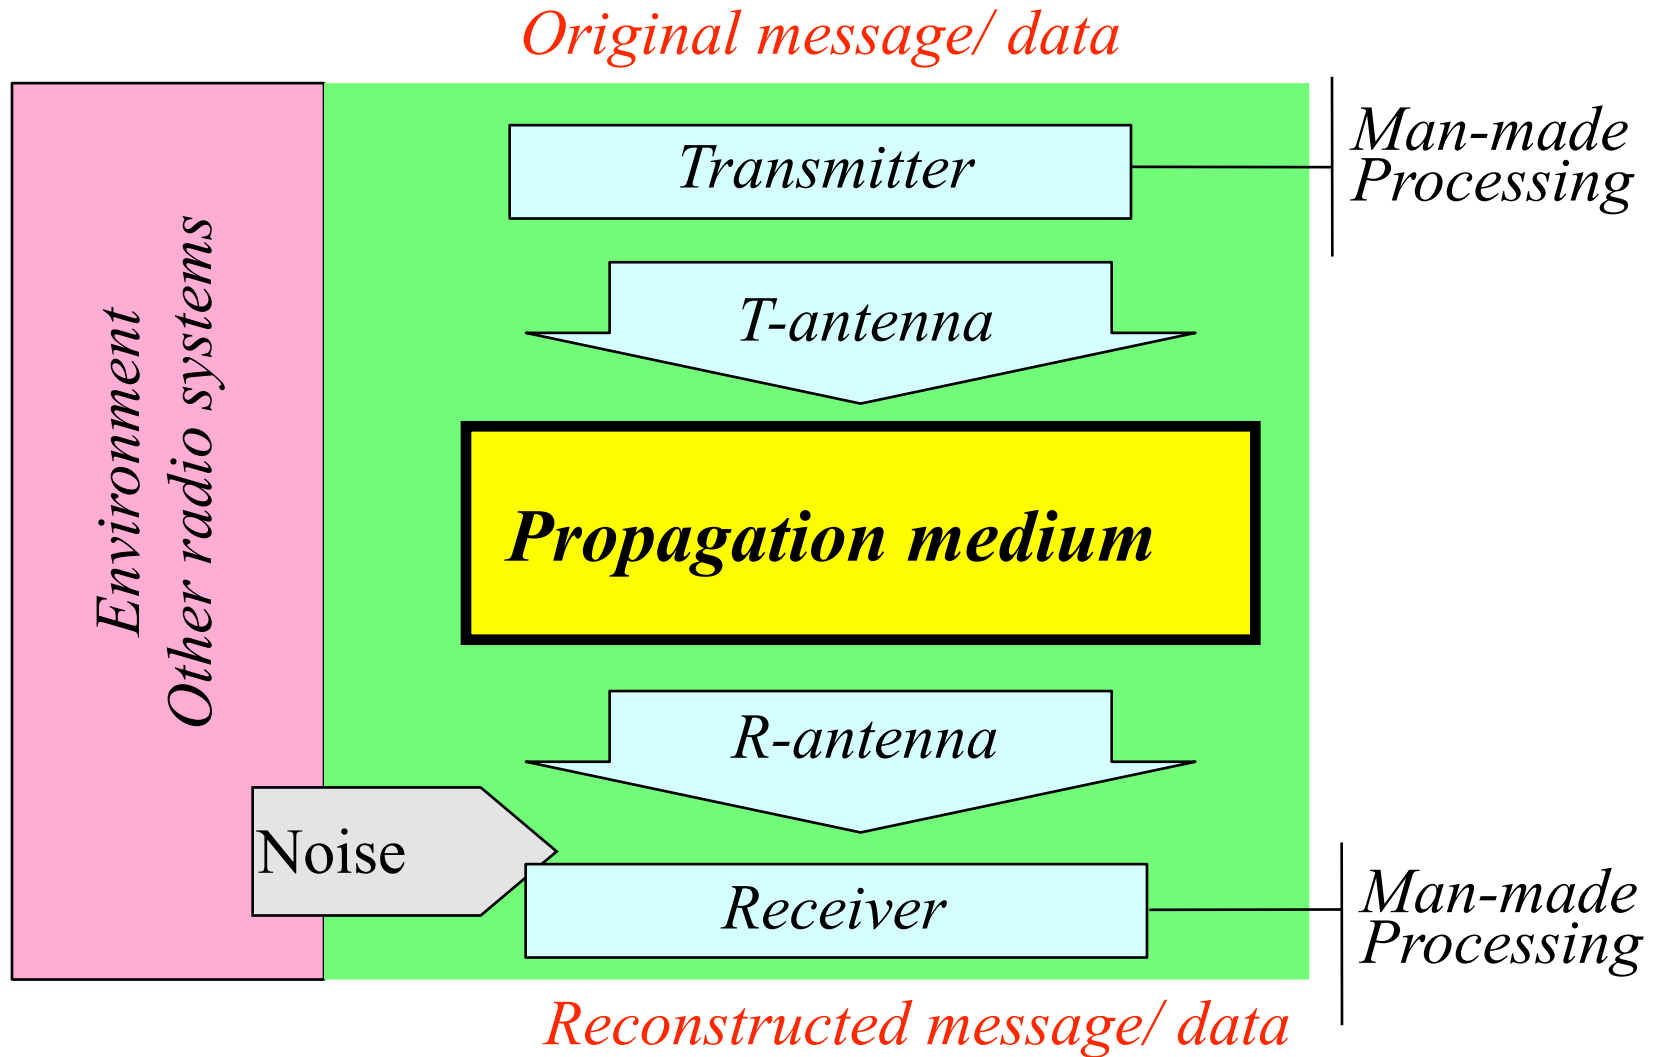 Original message/ data
Man-made
Processing
Transmitter
T-antenna
Environment
Other radio systems
Propagation medium
R-antenna
Noise
Receiver
Man-made
Processing
Reconstructed message/ data